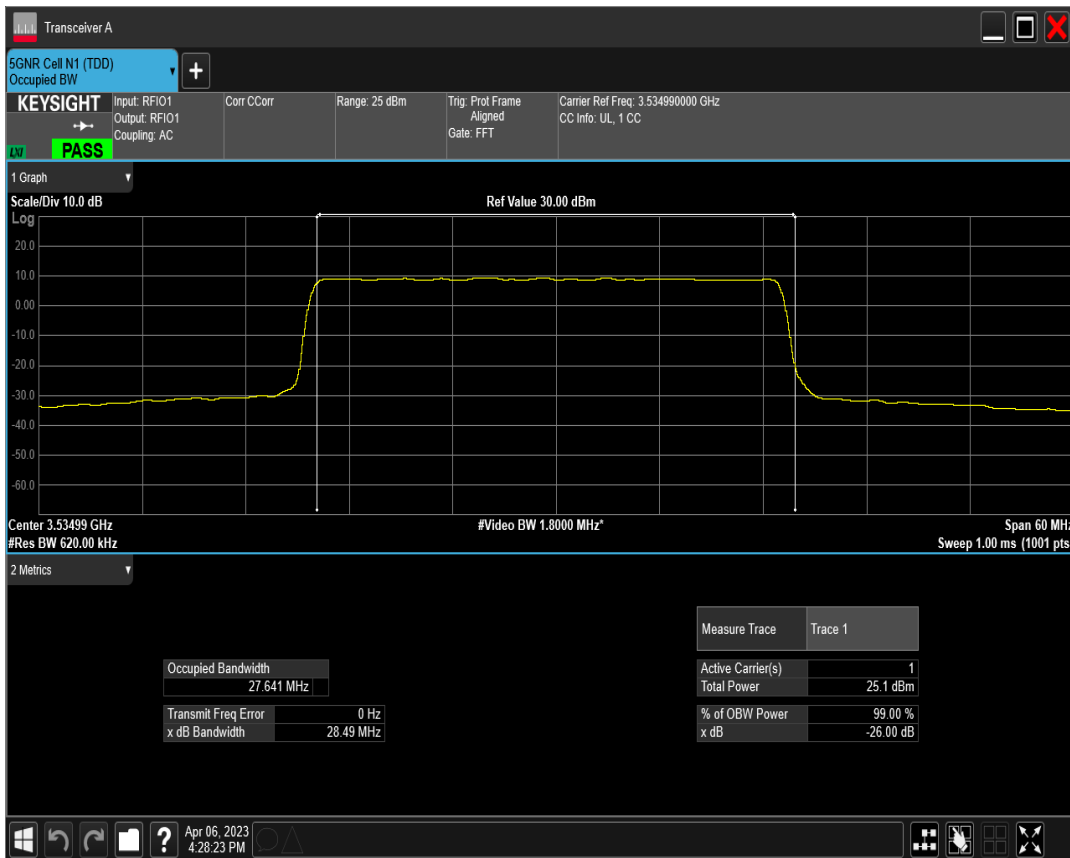 Transceiver A
5GNR Cell N1 (TDD)
Occupied BW
+
KEYSIGHT
LXI
PASS
Input: RFIO1
Output: RFIO1
Coupling: AC
Corr CCorr
Range: 25 dBm
Trig: Prot Frame
Aligned
Gate: FFT
Carrier Ref Freq: 3.534990000 GHz
CC Info: UL, 1 CC
1 Graph
Scale/Div 10.0 dB
Ref Value 30.00 dBm
Log
20.0
10.0
0.00
-10.0
-20.0
-30.0
-40.0
-50.0
-60.0
Center 3.53499 GHz
#Video BW 1.8000 MHz*
Span 60 MHz
#Res BW 620.00 kHz
Sweep 1.00 ms (1001 pts
2 Metrics
Measure Trace Trace 1
Occupied Bandwidth
27.641 MHz
Active Carrier(s) 1
Total Power 25.1 dBm
Transmit Freq Error 0 Hz
x dB Bandwidth 28.49 MHz
% of OBW Power 99.00 %
x dB -26.00 dB
?
Apr 06, 2023
4:28:23 PM